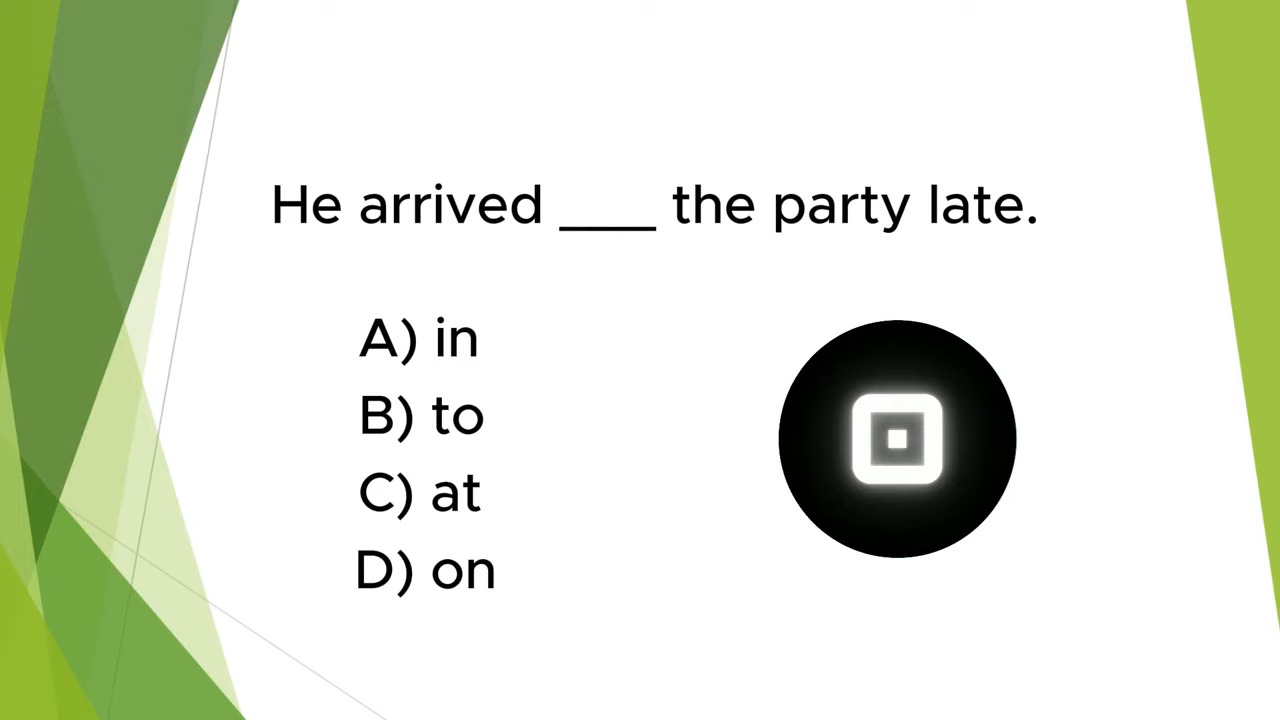 He arrived ____ the party late.
A) in
B) to
C) at
D) on